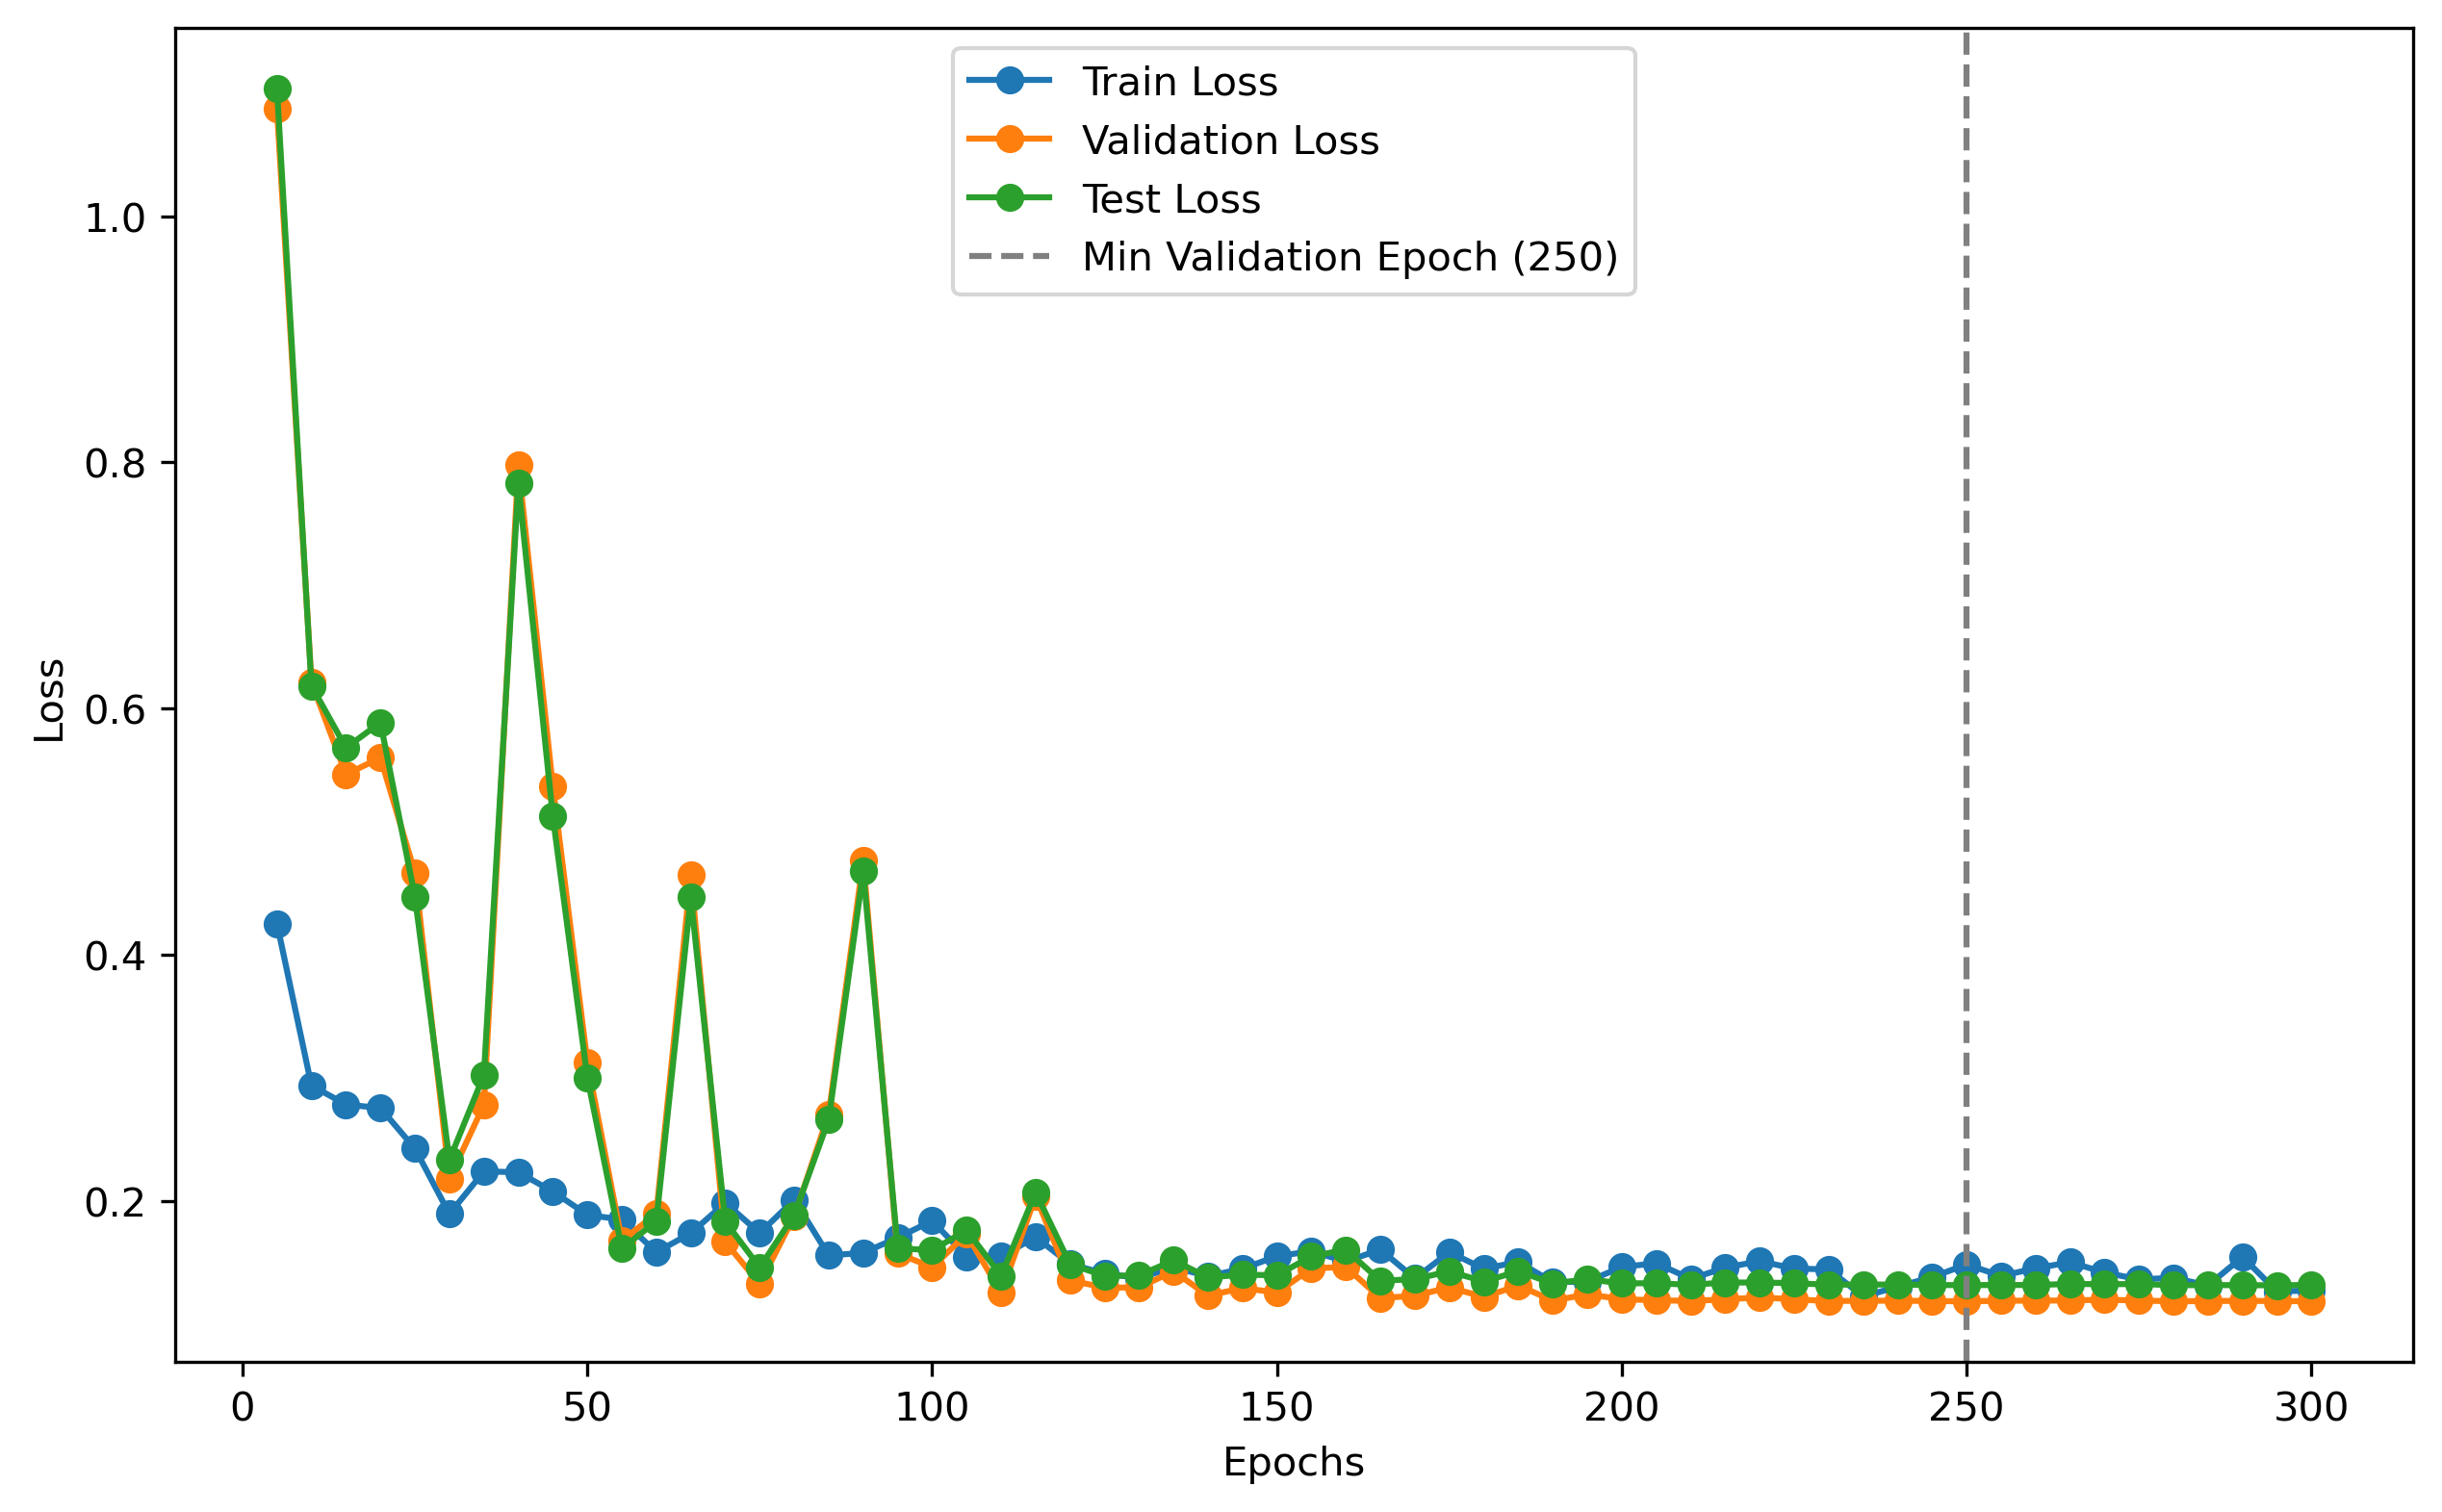 Train Loss
Validation Loss
Test Loss
Min Validation Epoch (250)
1.0
0.8
0.6
0.4
0.2
Loss
0 50 100 150 200 250 300
Epochs